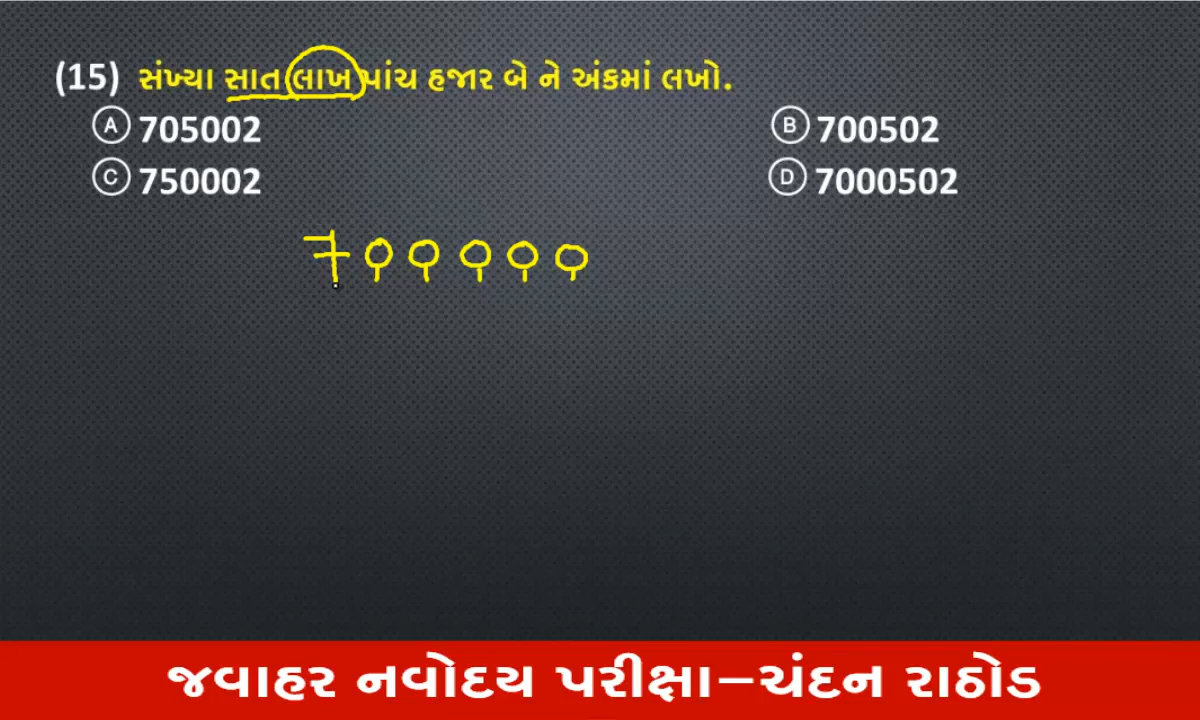 (15) સંખ્યા સાત લાખ પાંચ હજાર બે ને અંકમાં લખો.
A 705002 B 700502
C 750002 D 7000502
700000
જવાહર નવોદય પરીક્ષા–ચંદન રાઠોડ